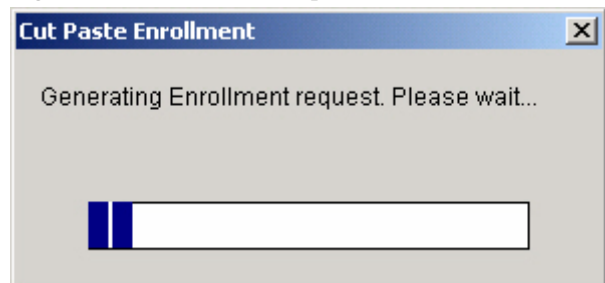 Cut Paste Enrollment
Generating Enrollment request. Please wait...